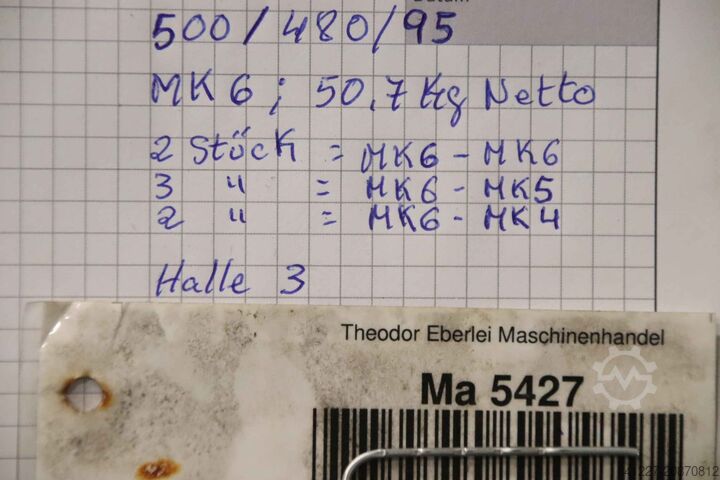 500/480/95
MK6; 50.7 Kg Netto
2 Stöck = MK6 - MK6
3 " = MK6 - MK5
2 " = MK6 - MK4
Halle 3
Theodor Eberlei Maschinenhandel
Ma 5427